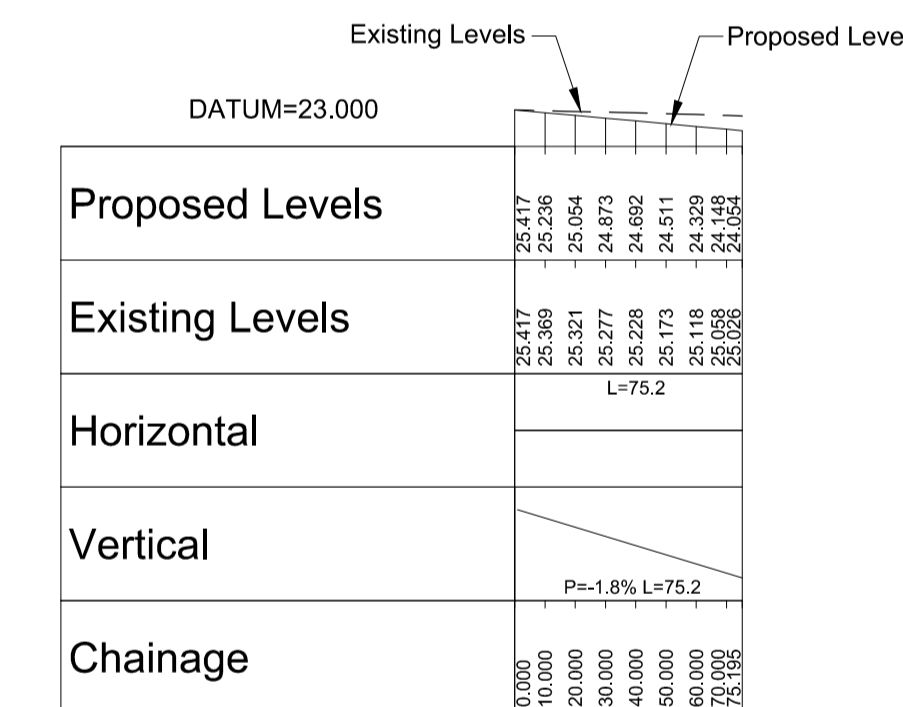 Existing Levels
Proposed Leve
DATUM=23.000
Proposed Levels
25.417 25.236 25.054 24.873 24.692 24.511 24.329 24.148 24.054
Existing Levels
25.417 25.369 25.321 25.277 25.228 25.173 25.118 25.058 25.026
Horizontal
L=75.2
Vertical
P=-1.8% L=75.2
Chainage
0.000 10.000 20.000 30.000 40.000 50.000 60.000 70.000 75.195